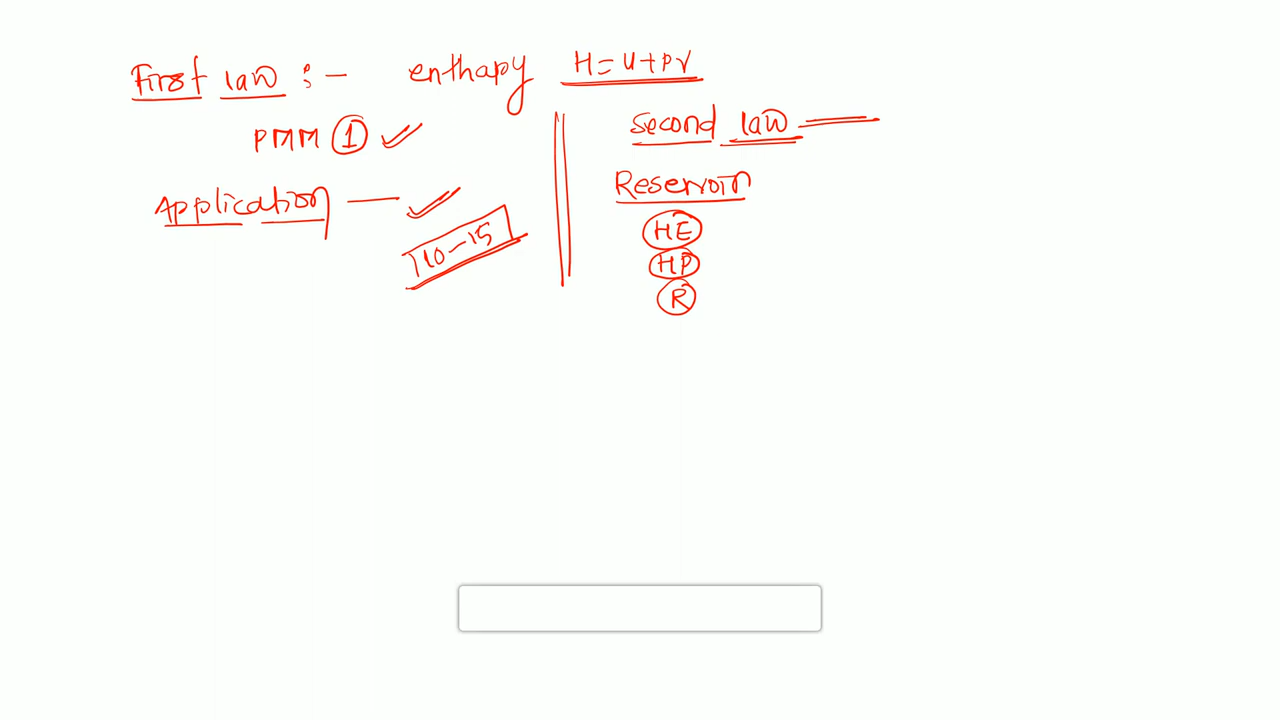 First law :- enthapy H=U+PV
PMM 1
Application —
10-15
Second law
Reservoir
HE
HP
R